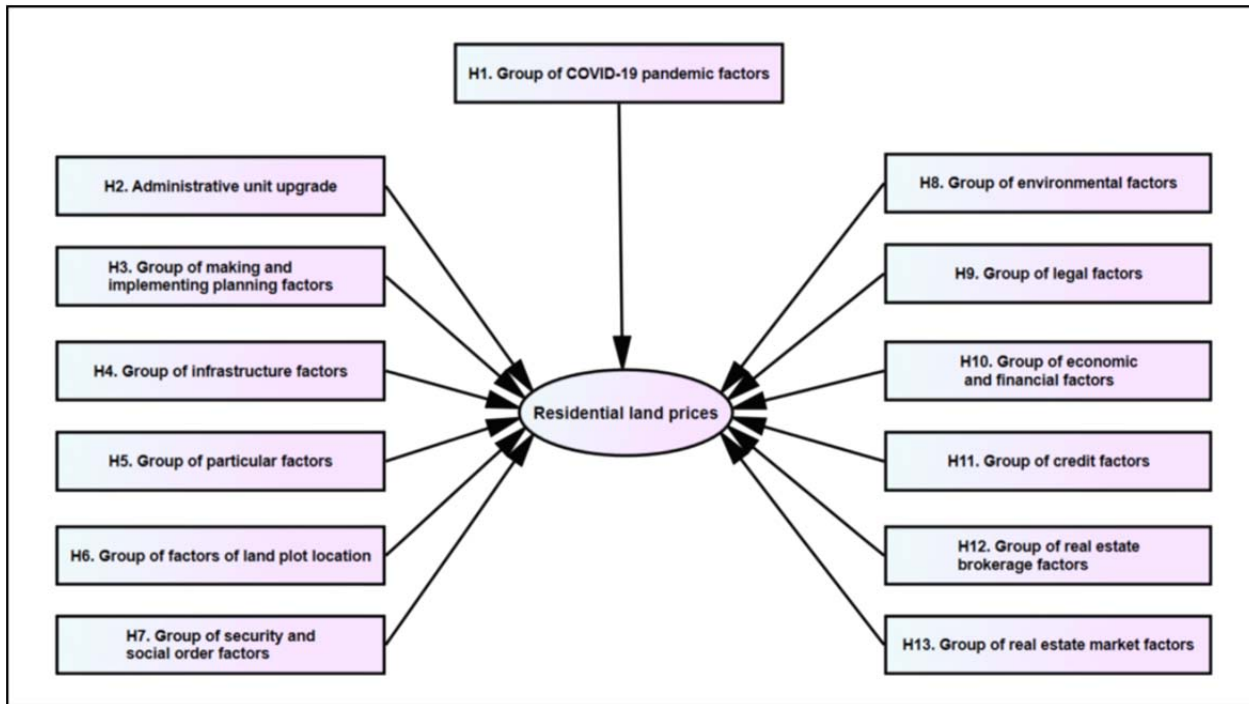 H1. Group of COVID-19 pandemic factors
H2. Administrative unit upgrade
H3. Group of making and
implementing planning factors
H4. Group of infrastructure factors
H5. Group of particular factors
H6. Group of factors of land plot location
H7. Group of security and
social order factors
Residential land prices
H8. Group of environmental factors
H9. Group of legal factors
H10. Group of economic
and financial factors
H11. Group of credit factors
H12. Group of real estate
brokerage factors
H13. Group of real estate market factors